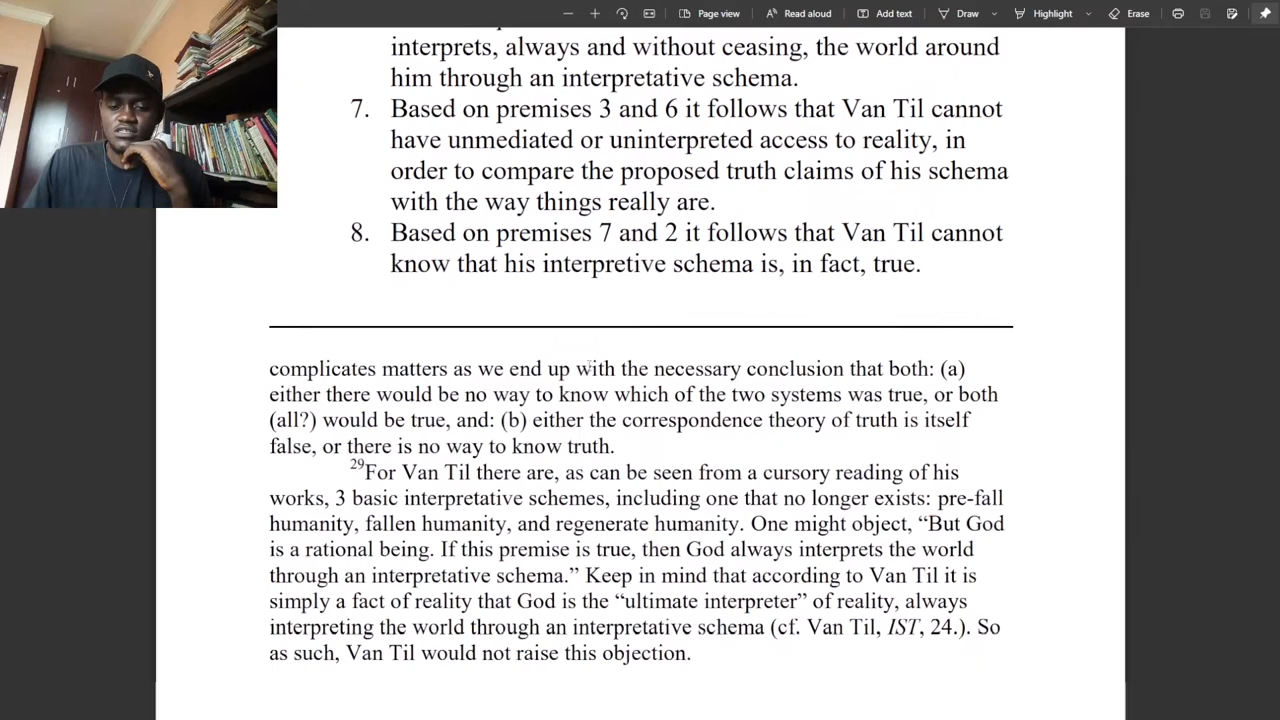 Page view
Read aloud
Add text
Draw
Highlight
Erase
interprets, always and without ceasing, the world around
him through an interpretative schema.
7. Based on premises 3 and 6 it follows that Van Til cannot
have unmediated or uninterpreted access to reality, in
order to compare the proposed truth claims of his schema
with the way things really are.
8. Based on premises 7 and 2 it follows that Van Til cannot
know that his interpretive schema is, in fact, true.
complicates matters as we end up with the necessary conclusion that both: (a)
either there would be no way to know which of the two systems was true, or both
(all?) would be true, and: (b) either the correspondence theory of truth is itself
false, or there is no way to know truth.
29For Van Til there are, as can be seen from a cursory reading of his
works, 3 basic interpretative schemes, including one that no longer exists: pre-fall
humanity, fallen humanity, and regenerate humanity. One might object, “But God
is a rational being. If this premise is true, then God always interprets the world
through an interpretative schema.” Keep in mind that according to Van Til it is
simply a fact of reality that God is the “ultimate interpreter” of reality, always
interpreting the world through an interpretative schema (cf. Van Til, IST, 24.). So
as such, Van Til would not raise this objection.